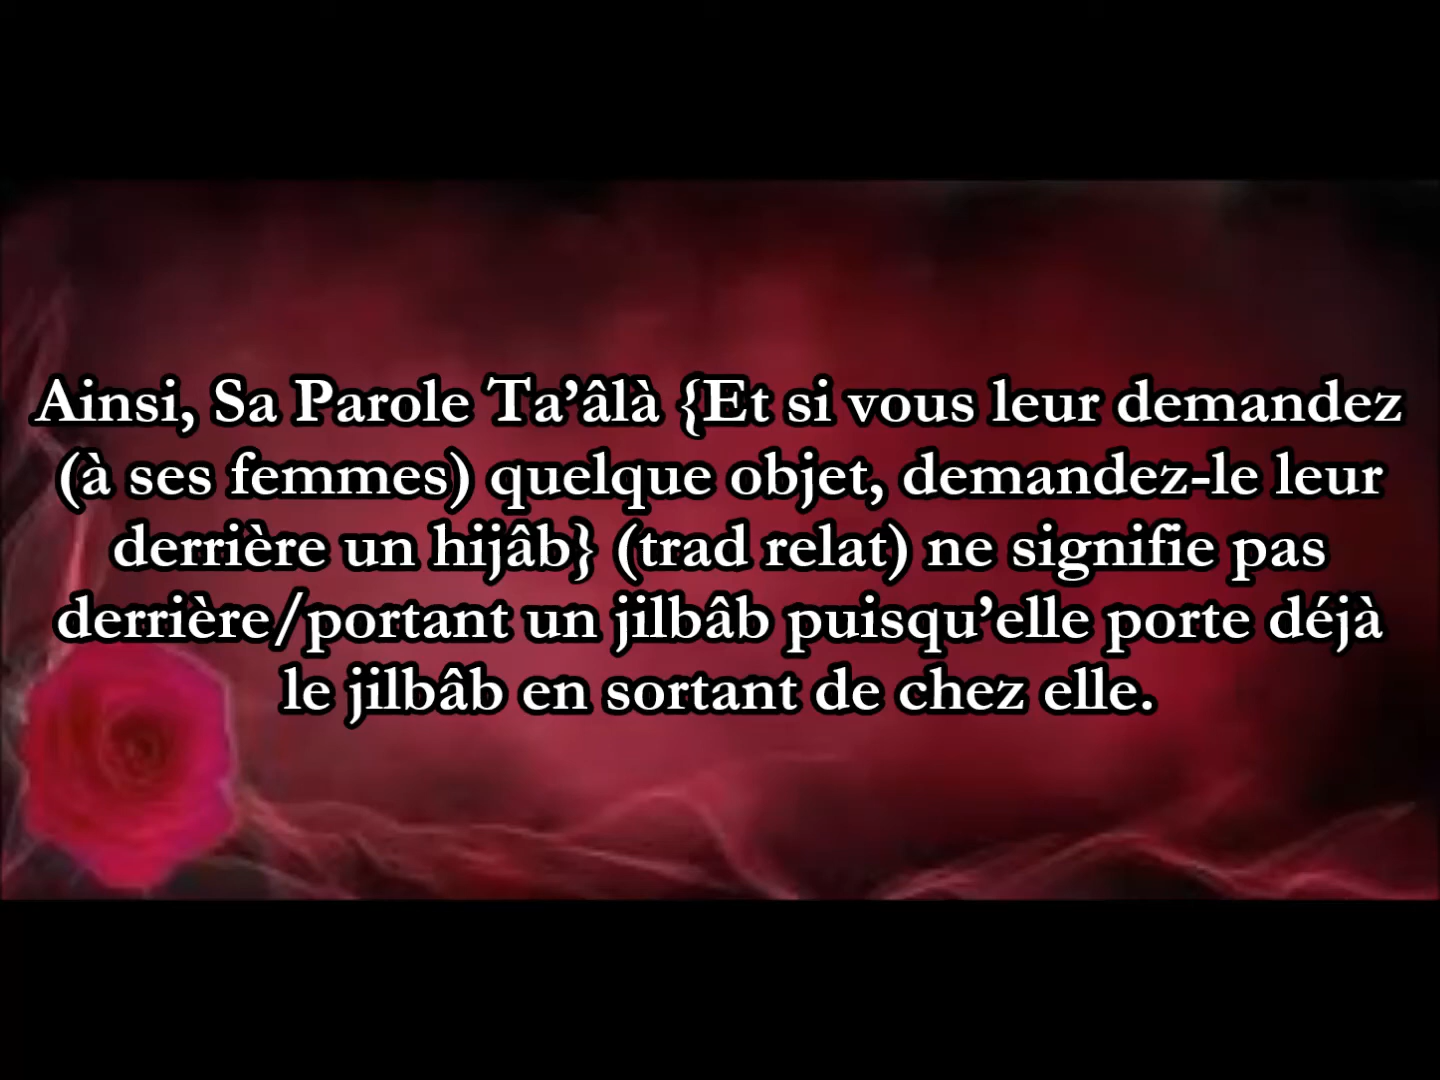 Ainsi, Sa Parole Ta’âlà {Et si vous leur demandez
(à ses femmes) quelque objet, demandez-le leur
derrière un hijâb} (trad relat) ne signifie pas
derrière/portant un jilbâb puisqu’elle porte déjà
le jilbâb en sortant de chez elle.